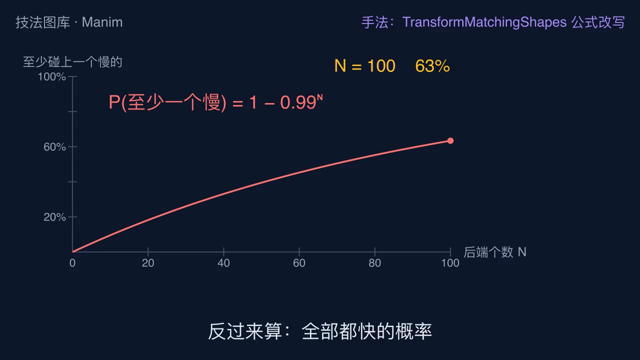 技法图库 · Manim
手法：TransformMatchingShapes 公式改写
至少碰上一个慢的
N = 100 63%
100%
P(至少一个慢) = 1 − 0.99ᴺ
60%
20%
0 20 40 60 80 100
后端个数 N
反过来算：全部都快的概率